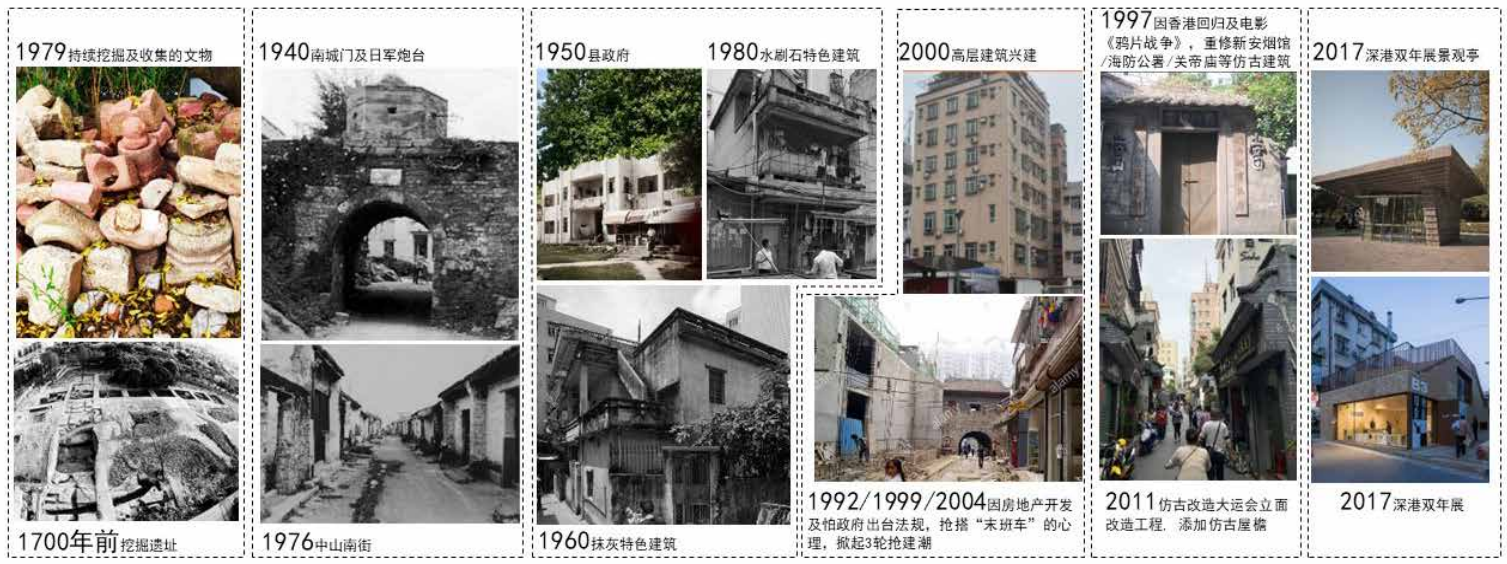 1979持续挖掘及收集的文物
1700年前挖掘遗址
1940南城门及日军炮台
1976中山南街
1950县政府
1980水刷石特色建筑
1960抹灰特色建筑
2000高层建筑兴建
alamy
1992/1999/2004因房地产开发
及怕政府出台法规，抢搭“末班车”的心
理，掀起3轮抢建潮
1997因香港回归及电影
《鸦片战争》，重修新安烟馆
/海防公署/关帝庙等仿古建筑
2011仿古改造大运会立面
改造工程，添加仿古屋檐
2017深港双年展景观亭
B3
2017深港双年展